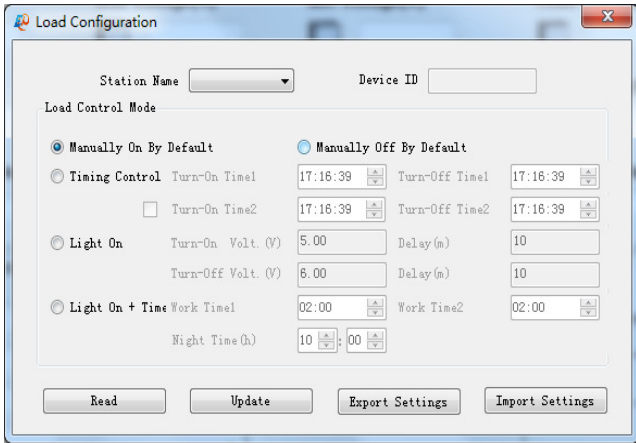 Load Configuration
Station Name Device ID
Load Control Mode
Manually On By Default Manually Off By Default
Timing Control Turn-On Time1 17:16:39 Turn-Off Time1 17:16:39
Turn-On Time2 17:16:39 Turn-Off Time2 17:16:39
Light On Turn-On Volt.(V) 5.00 Delay(m) 10
Turn-Off Volt.(V) 6.00 Delay(m) 10
Light On + Time Work Time1 02:00 Work Time2 02:00
Night Time(h) 10 : 00
Read Update Export Settings Import Settings